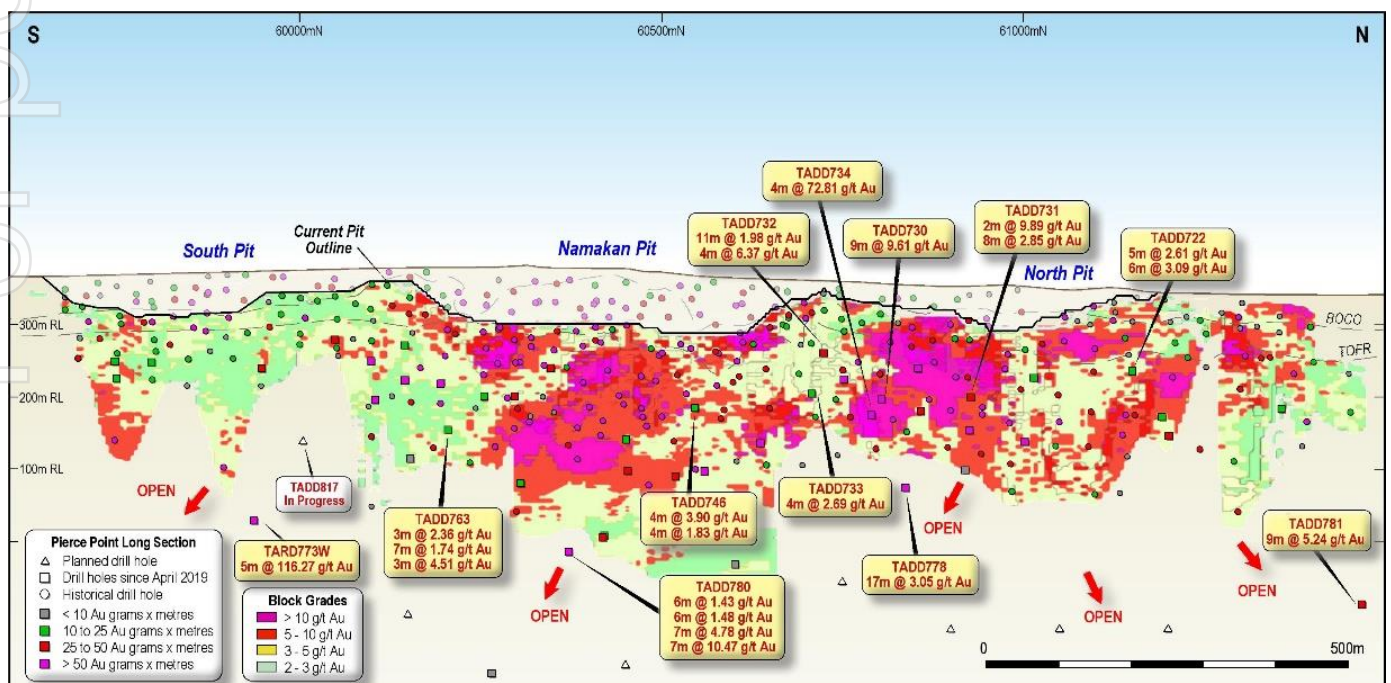 S
60000mN
60500mN
61000mN
N
TADD734
4m @ 72.81 g/t Au
TADD732
11m @ 1.98 g/t Au
4m @ 6.37 g/t Au
TADD730
9m @ 9.61 g/t Au
TADD731
2m @ 9.89 g/t Au
8m @ 2.85 g/t Au
TADD722
5m @ 2.61 g/t Au
6m @ 3.09 g/t Au
South Pit
Current Pit
Outline
Namakan Pit
North Pit
300m RL
BOCO
TOFR
200m RL
100m RL
OPEN
TADD817
In Progress
TARD773W
5m @ 116.27 g/t Au
TADD763
3m @ 2.36 g/t Au
7m @ 1.74 g/t Au
3m @ 4.51 g/t Au
TADD746
4m @ 3.90 g/t Au
4m @ 1.83 g/t Au
TADD733
4m @ 2.69 g/t Au
OPEN
TADD778
17m @ 3.05 g/t Au
TADD781
9m @ 5.24 g/t Au
OPEN
OPEN
OPEN
TADD780
6m @ 1.43 g/t Au
6m @ 1.48 g/t Au
7m @ 4.78 g/t Au
7m @ 10.47 g/t Au
Pierce Point Long Section
Planned drill hole
Drill holes since April 2019
Historical drill hole
< 10 Au grams x metres
10 to 25 Au grams x metres
25 to 50 Au grams x metres
> 50 Au grams x metres
Block Grades
> 10 g/t Au
5 - 10 g/t Au
3 - 5 g/t Au
2 - 3 g/t Au
0
500m